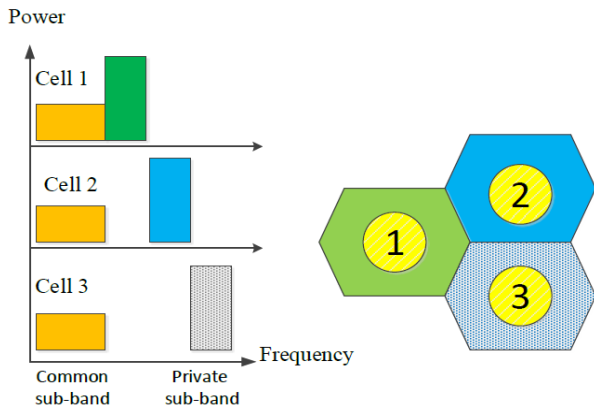 Power
Cell 1
Cell 2
Cell 3
Frequency
Common
sub-band
Private
sub-band
1
2
3